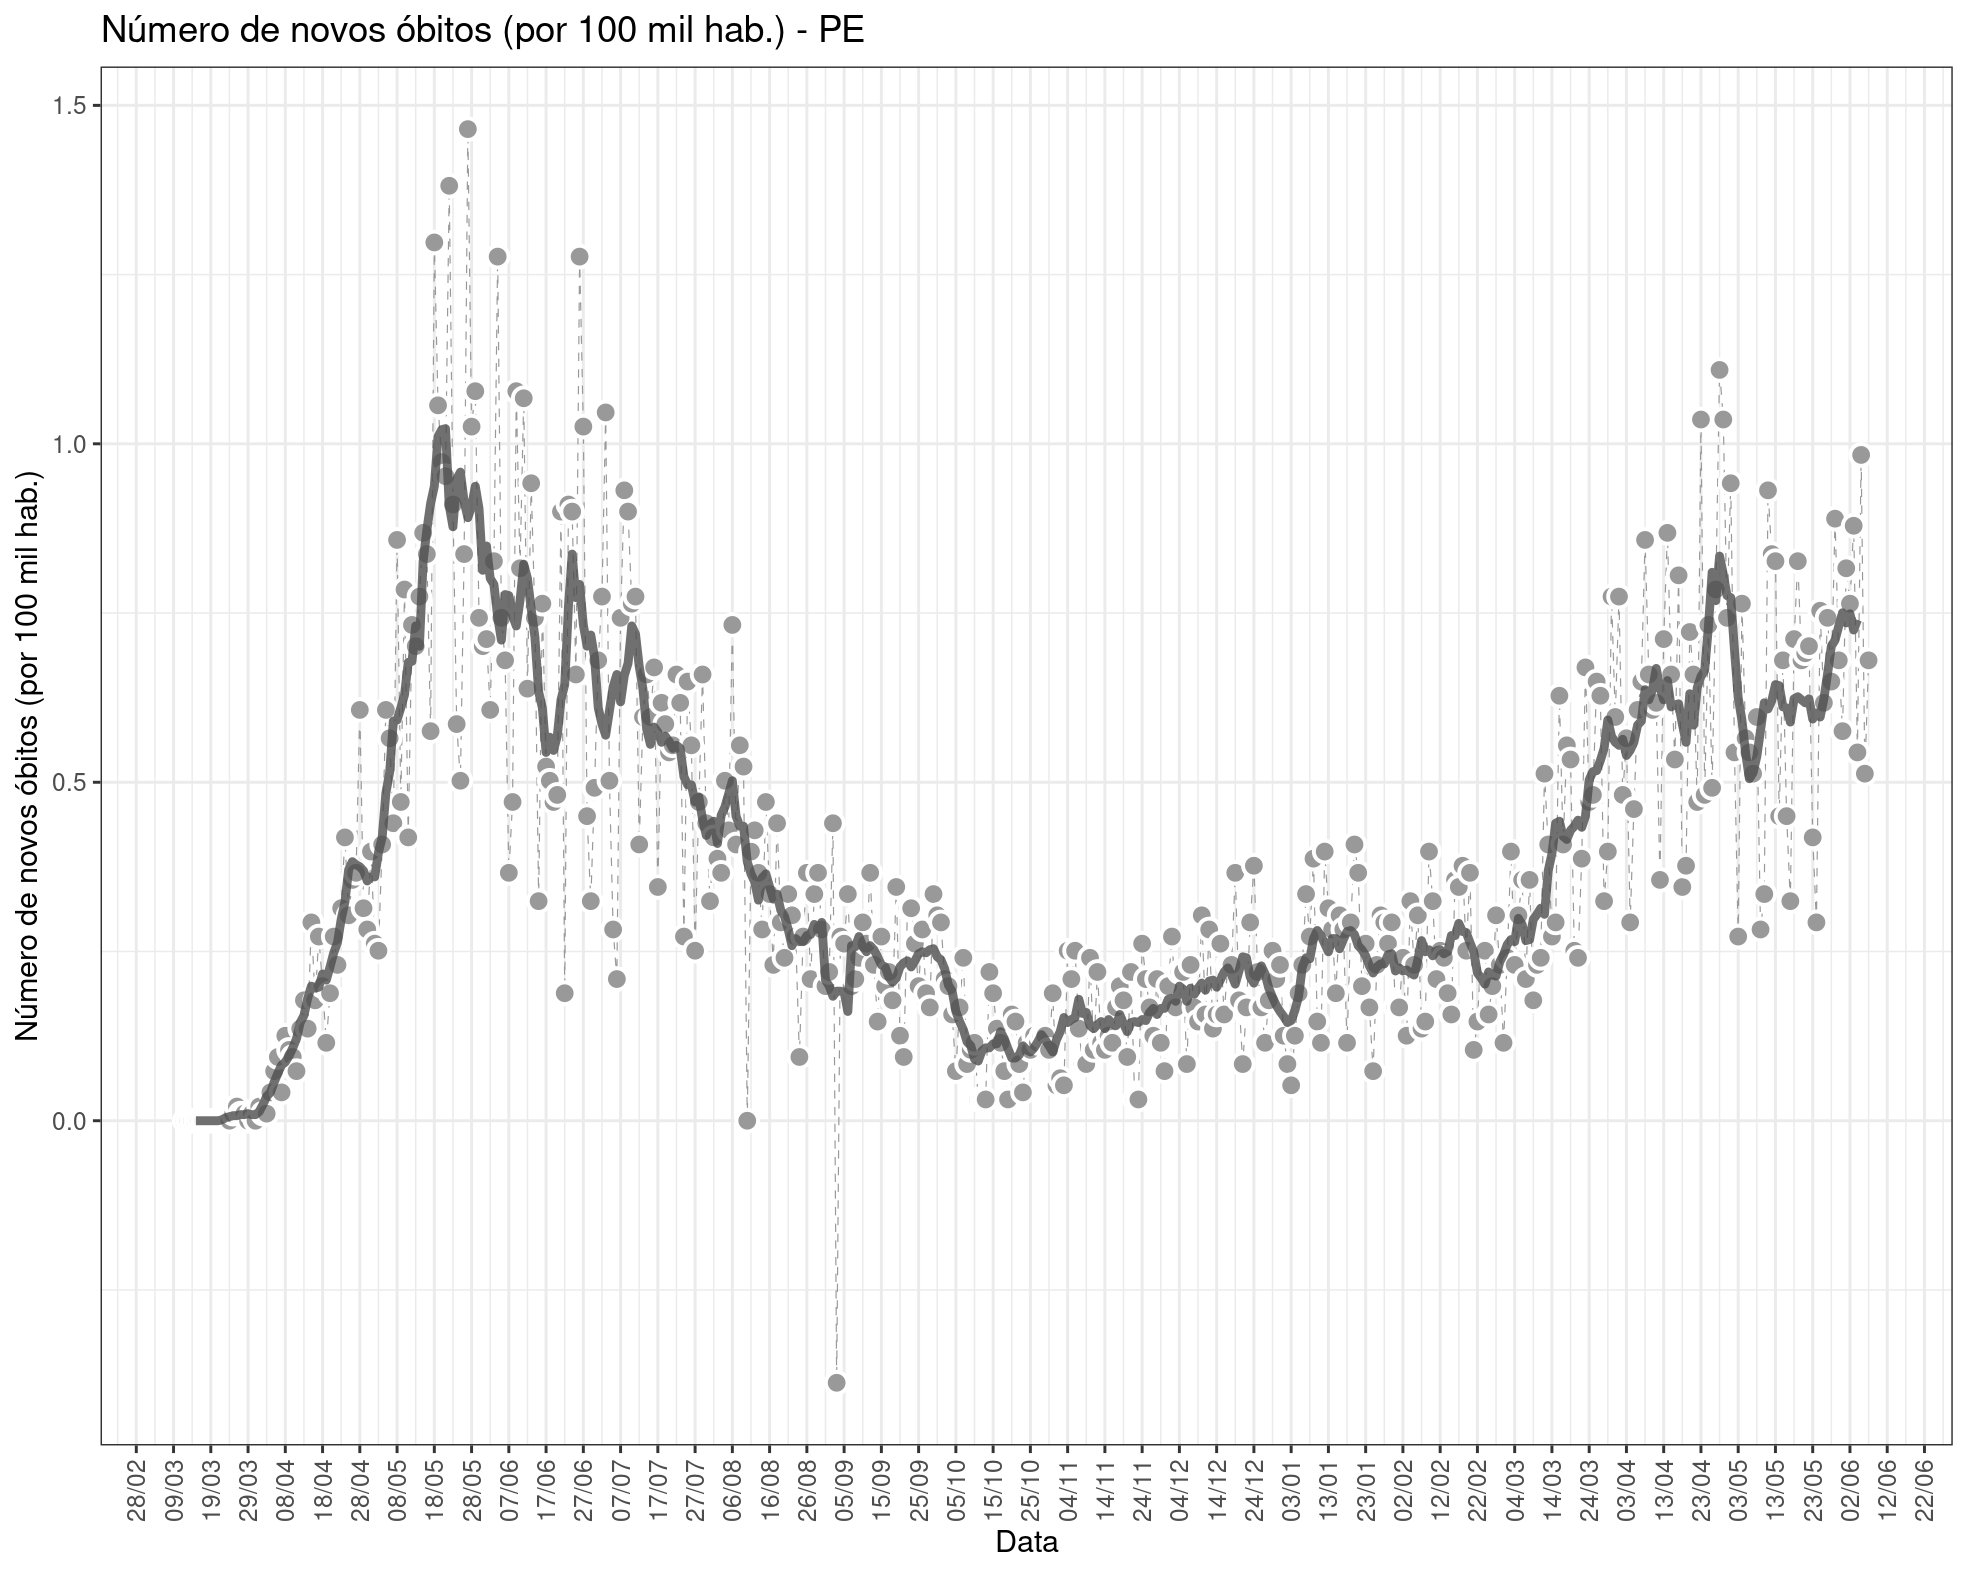 Número de novos óbitos (por 100 mil hab.) - PE
Número de novos óbitos (por 100 mil hab.)
1.5
1.0
0.5
0.0
28/02 09/03 19/03 29/03 08/04 18/04 28/04 08/05 18/05 28/05 07/06 17/06 27/06 07/07 17/07 27/07 06/08 16/08 26/08 05/09 15/09 25/09 05/10 15/10 25/10 04/11 14/11 24/11 04/12 14/12 24/12 03/01 13/01 23/01 02/02 12/02 22/02 04/03 14/03 24/03 03/04 13/04 23/04 03/05 13/05 23/05 02/06 12/06 22/06
Data